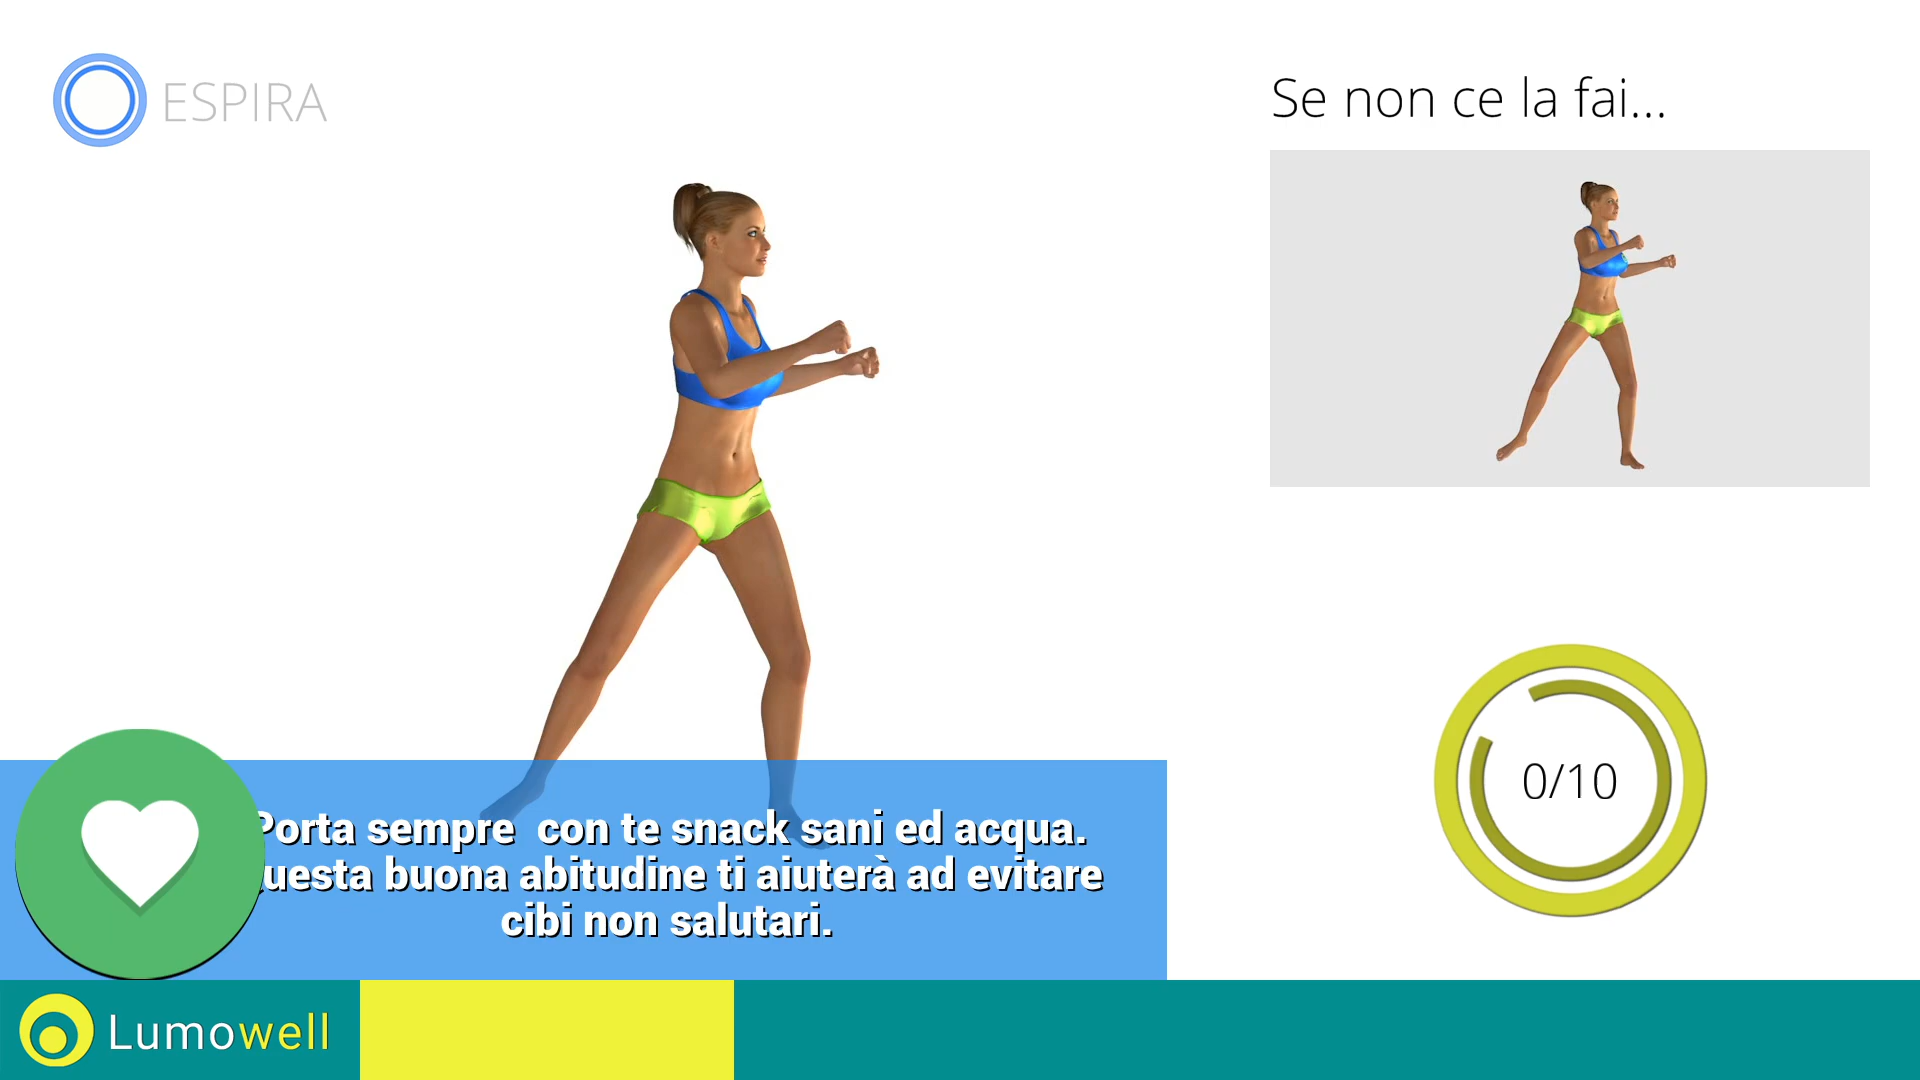 ESPIRA
Se non ce la fai...
0/10
Porta sempre con te snack sani ed acqua.
uesta buona abitudine ti aiuterà ad evitare
cibi non salutari.
Lumowell